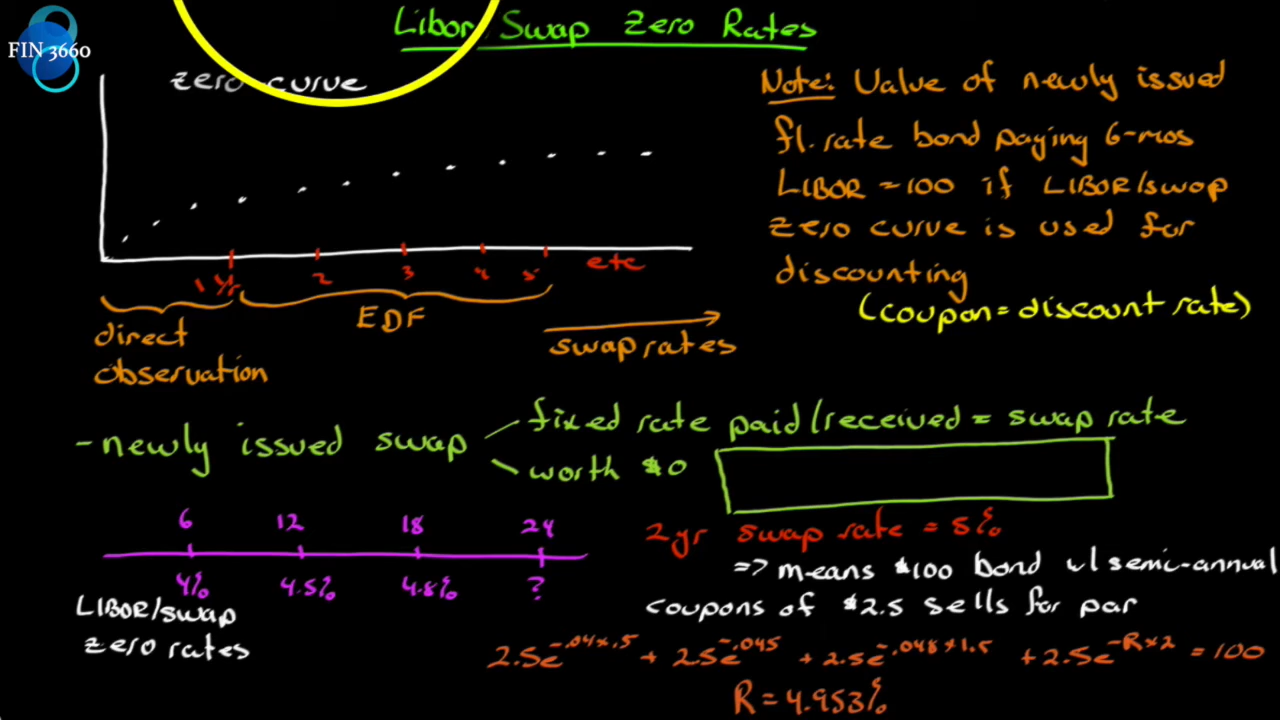 FIN 3660
Libor Swap Zero Rates
zero curve
1 Yr 2 3 4 5 etc
direct
observation
EDF
swap rates
Note: Value of newly issued
fl. rate bond paying 6-mos
LIBOR = 100 if LIBOR/swap
zero curve is used for
discounting
(coupon = discount rate)
- newly issued swap
fixed rate paid/received = swap rate
worth $0
6 12 18 24
4% 4.5% 4.8% ?
LIBOR/swap
zero rates
2yr swap rate = 5%
=> means $100 bond w/ semi-annual
coupons of $2.5 sells for par
2.5e^-.04x.5 + 2.5e^-.045 + 2.5e^-.048x1.5 + 2.5e^-Rx2 = 100
R = 4.953%